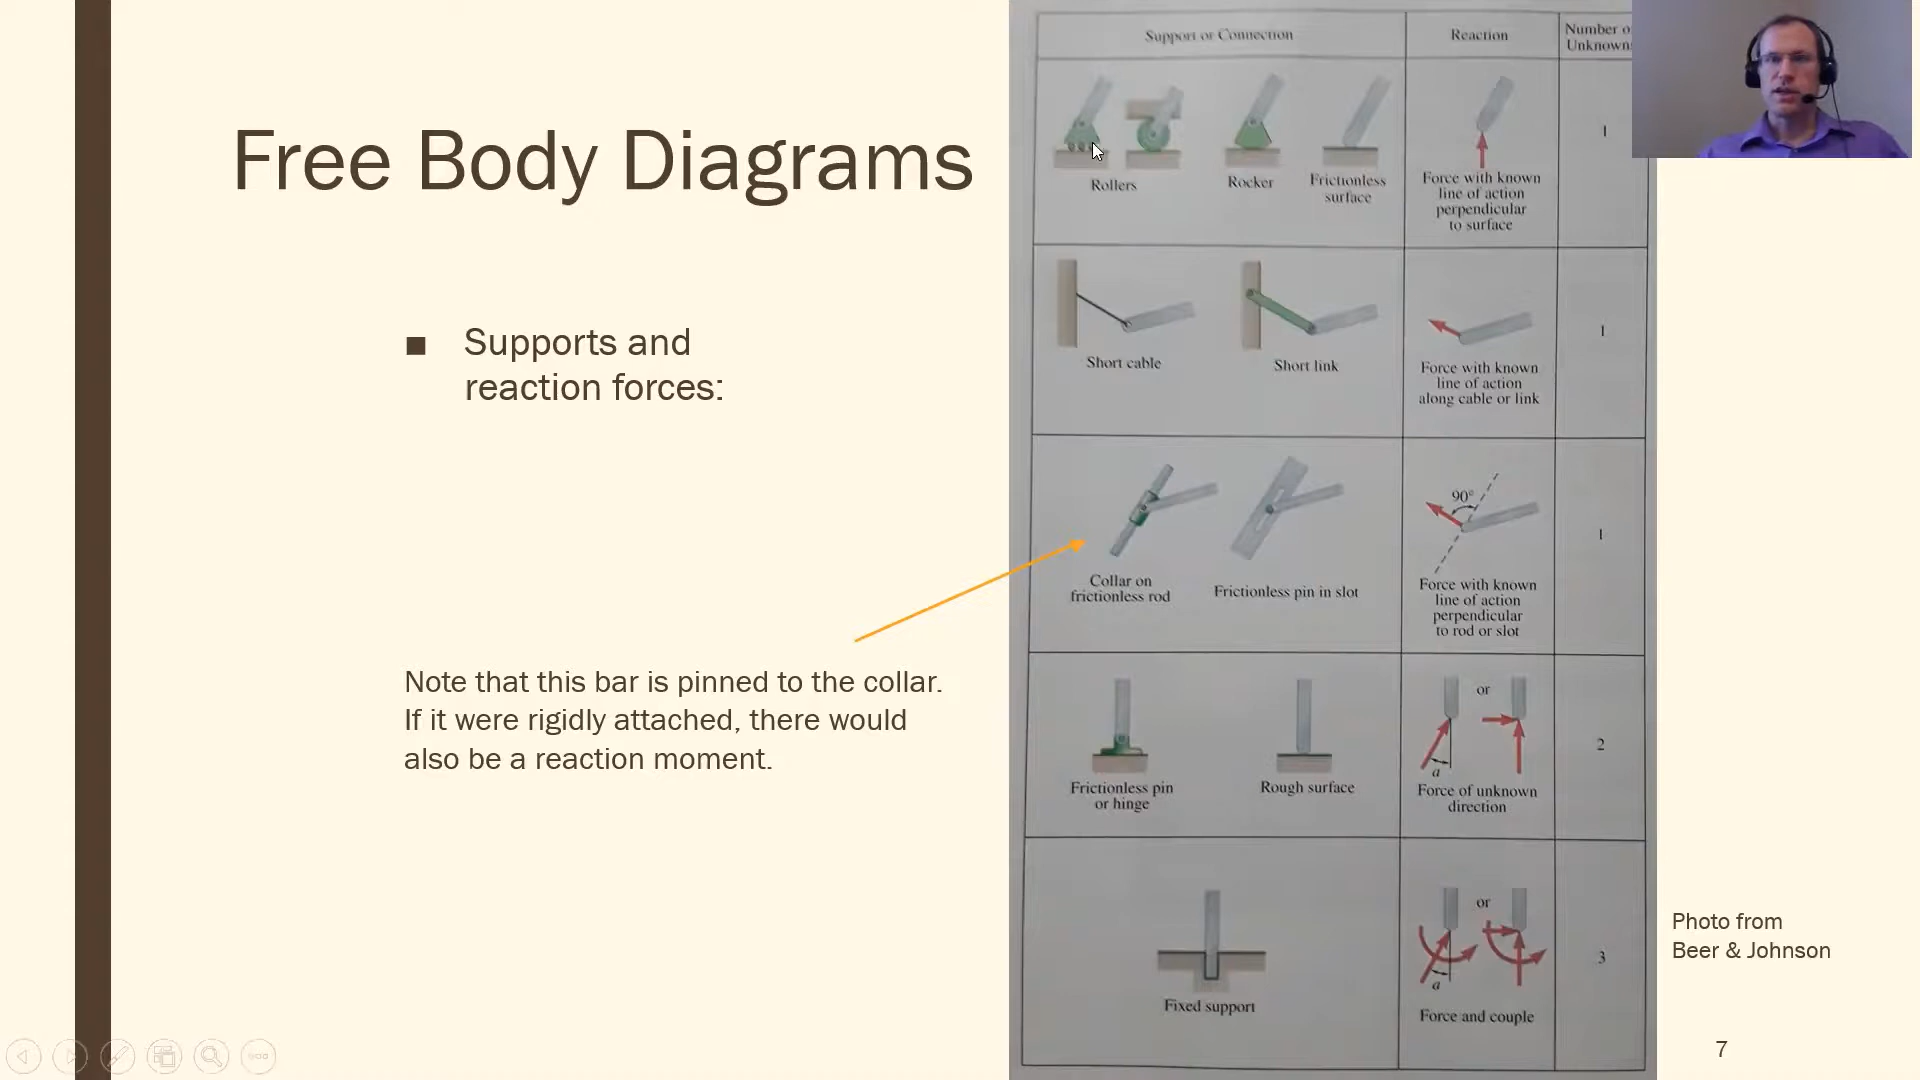 Free Body Diagrams
■ Supports and
reaction forces:
Note that this bar is pinned to the collar.
If it were rigidly attached, there would
also be a reaction moment.
Support or Connection
Reaction
Number o
Unknown
Rollers
Rocker
Frictionless
surface
Force with known
line of action
perpendicular
to surface
1
Short cable
Short link
Force with known
line of action
along cable or link
1
Collar on
frictionless rod
Frictionless pin in slot
90°
Force with known
line of action
perpendicular
to rod or slot
1
Frictionless pin
or hinge
Rough surface
or
α
Force of unknown
direction
2
Fixed support
or
α
Force and couple
3
Photo from
Beer & Johnson
7